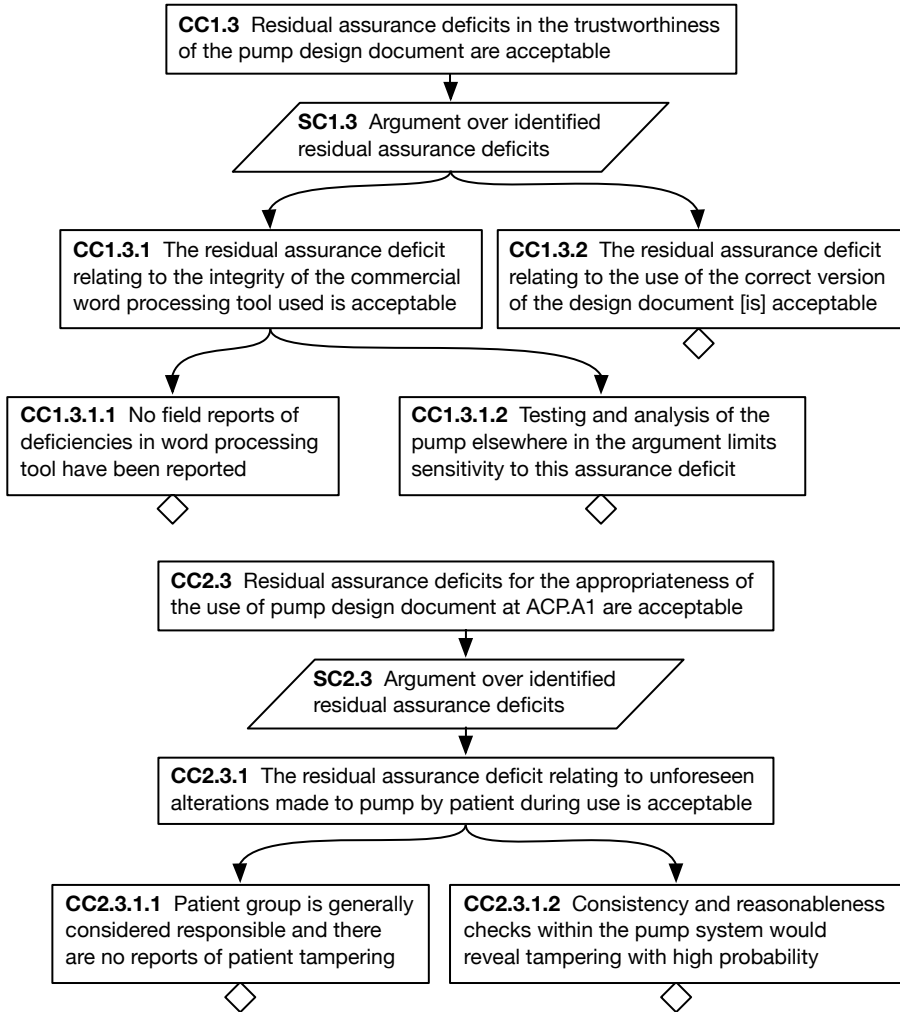 CC1.3 Residual assurance deficits in the trustworthiness
of the pump design document are acceptable
SC1.3 Argument over identified
residual assurance deficits
CC1.3.1 The residual assurance deficit
relating to the integrity of the commercial
word processing tool used is acceptable
CC1.3.2 The residual assurance deficit
relating to the use of the correct version
of the design document [is] acceptable
CC1.3.1.1 No field reports of
deficiencies in word processing
tool have been reported
CC1.3.1.2 Testing and analysis of the
pump elsewhere in the argument limits
sensitivity to this assurance deficit
CC2.3 Residual assurance deficits for the appropriateness of
the use of pump design document at ACP.A1 are acceptable
SC2.3 Argument over identified
residual assurance deficits
CC2.3.1 The residual assurance deficit relating to unforeseen
alterations made to pump by patient during use is acceptable
CC2.3.1.1 Patient group is generally
considered responsible and there
are no reports of patient tampering
CC2.3.1.2 Consistency and reasonableness
checks within the pump system would
reveal tampering with high probability